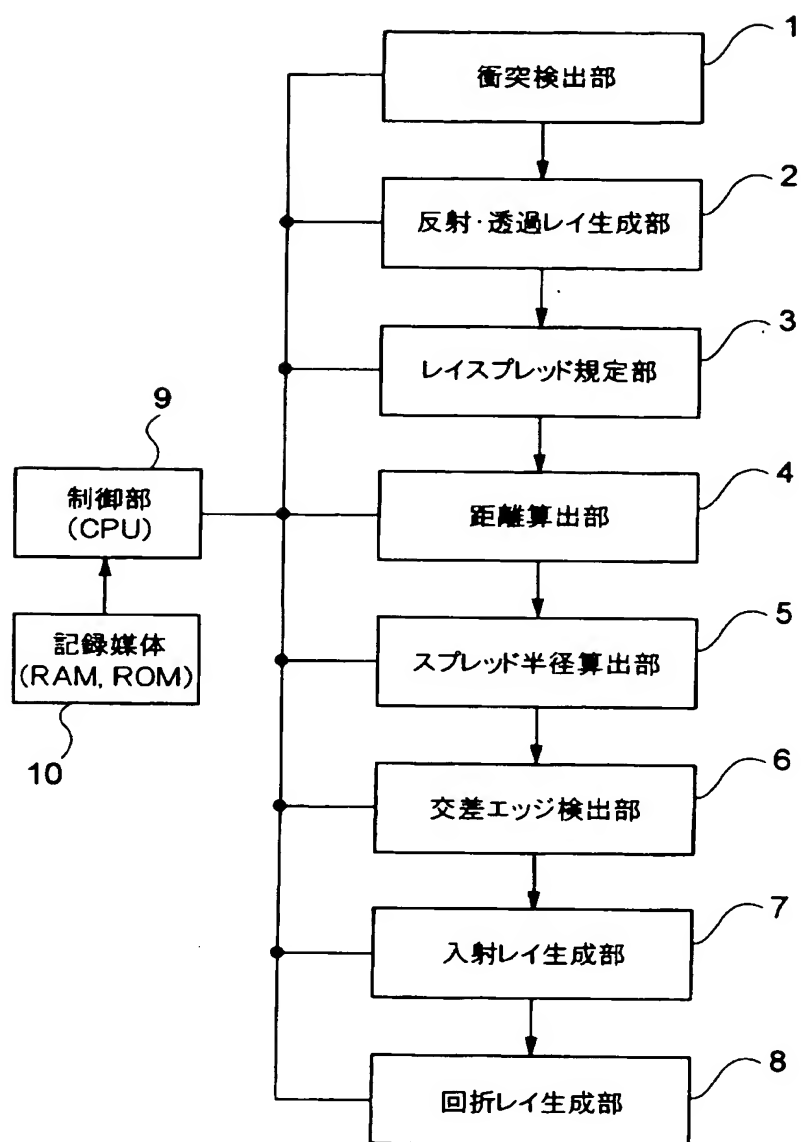 1
衝突検出部
2
反射・透過レイ生成部
3
レイスプレッド規定部
9
制御部
(CPU)
4
距離算出部
記録媒体
(RAM, ROM)
10
5
スプレッド半径算出部
6
交差エッジ検出部
7
入射レイ生成部
8
回折レイ生成部